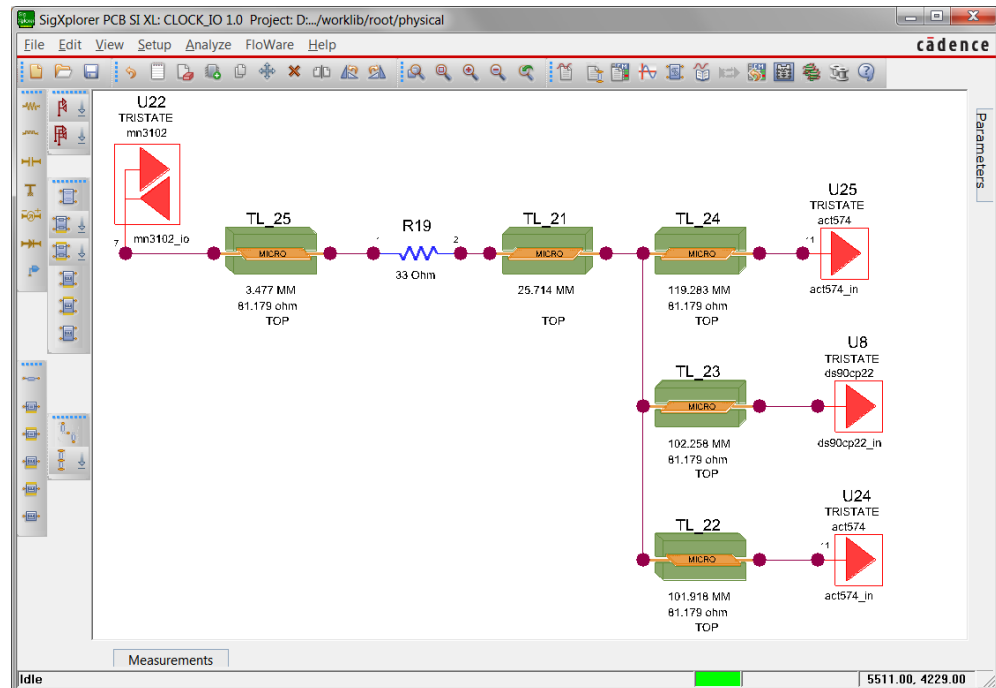 SigXplorer PCB SI XL: CLOCK_IO 1.0 Project: D:.../worklib/root/physical
File Edit View Setup Analyze FloWare Help
cādence
Parameters
U22
TRISTATE
mn3102
7
mn3102_io
TL_25
MICRO
3.477 MM
81.179 ohm
TOP
R19
1 2
33 Ohm
TL_21
MICRO
25.714 MM
TOP
TL_24
MICRO
119.283 MM
81.179 ohm
TOP
U25
TRISTATE
act574
11
act574_in
TL_23
MICRO
102.258 MM
81.179 ohm
TOP
U8
TRISTATE
ds90cp22
ds90cp22_in
TL_22
MICRO
101.918 MM
81.179 ohm
TOP
U24
TRISTATE
act574
11
act574_in
Measurements
Idle
5511.00, 4229.00